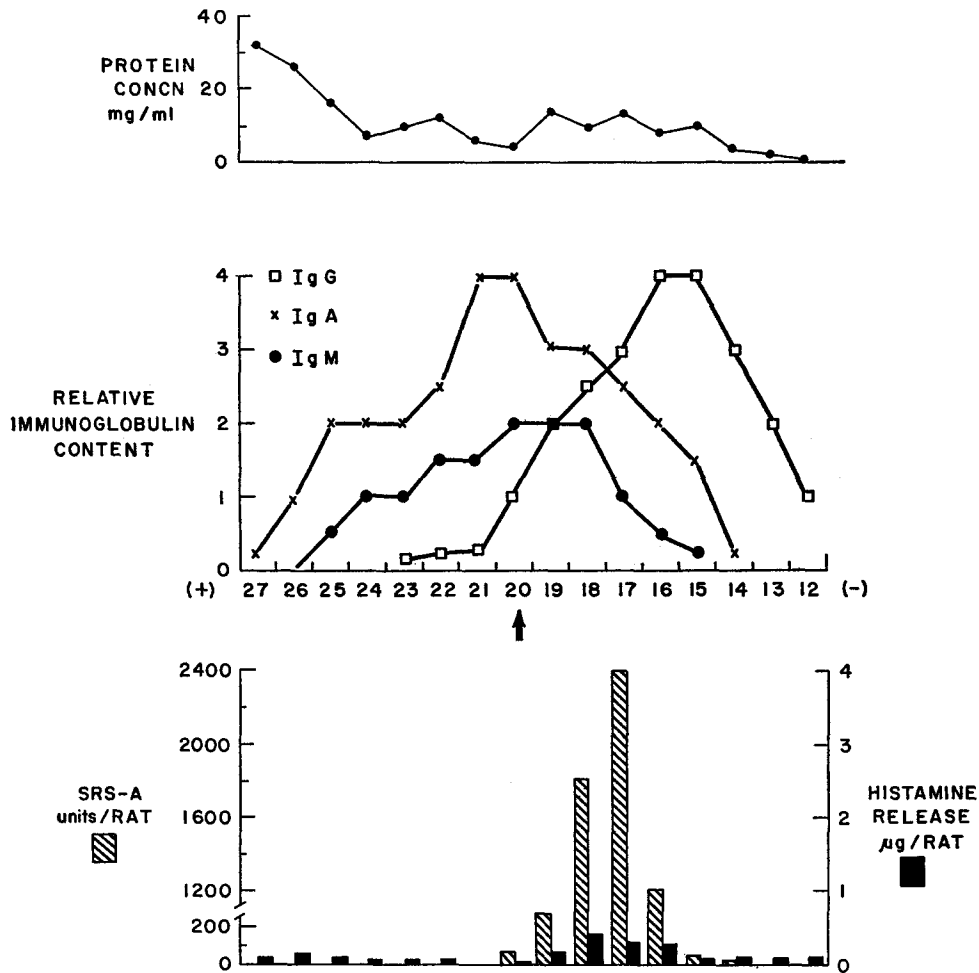 PROTEIN
CONCN
mg/ml
40
20
0
□ IgG
x IgA
● IgM
RELATIVE
IMMUNOGLOBULIN
CONTENT
4
3
2
1
0
(+) 27 26 25 24 23 22 21 20 19 18 17 16 15 14 13 12 (-)
SRS-A
units/RAT
2400
2000
1600
1200
200
0
4
3
2
1
0
HISTAMINE
RELEASE
µg/RAT